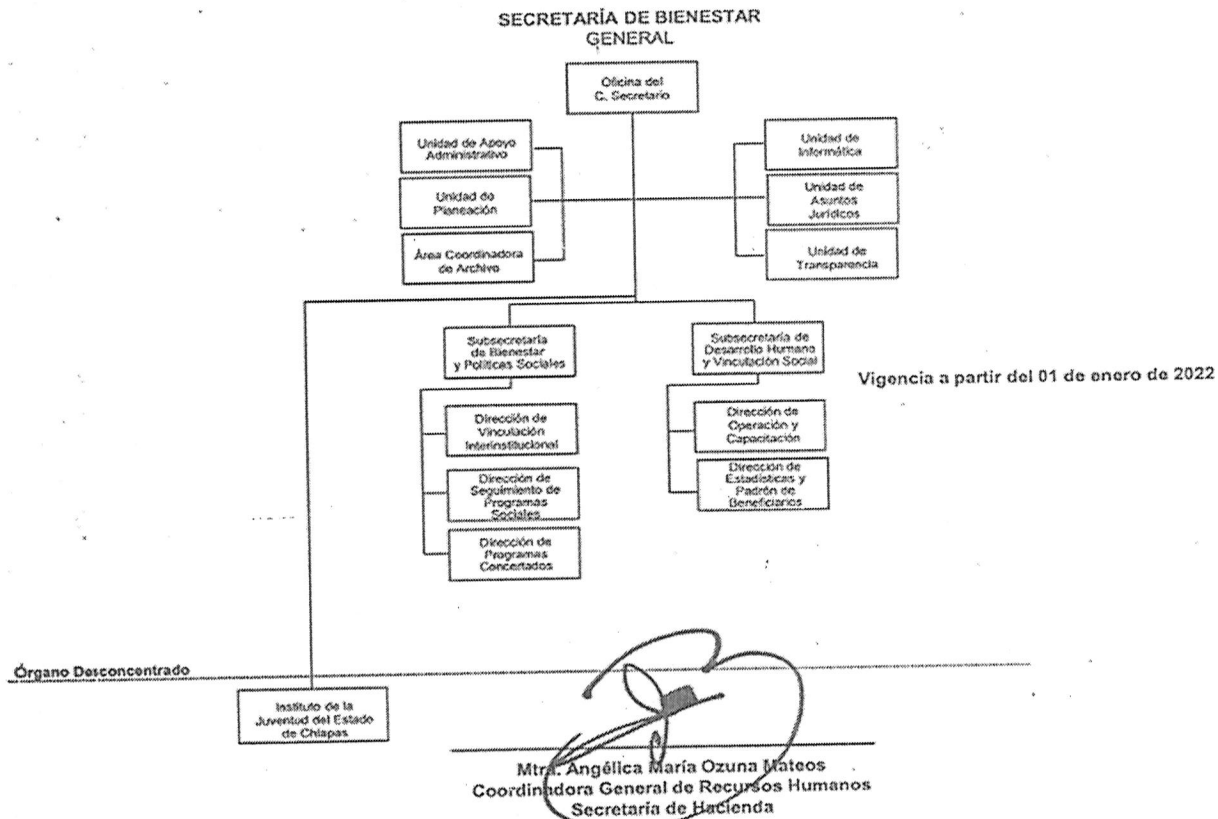 SECRETARÍA DE BIENESTAR
GENERAL
Oficina del
C. Secretario
Unidad de Apoyo
Administrativo
Unidad de
Planeación
Área Coordinadora
de Archivo
Unidad de
Informática
Unidad de
Asuntos
Jurídicos
Unidad de
Transparencia
Subsecretaría
de Bienestar
y Políticas Sociales
Subsecretaría de
Desarrollo Humano
y Vinculación Social
Vigencia a partir del 01 de enero de 2022
Dirección de
Vinculación
Interinstitucional
Dirección de
Seguimiento de
Programas
Sociales
Dirección de
Programas
Concertados
Dirección de
Operación y
Capacitación
Dirección de
Estadísticas y
Padrón de
Beneficiarios
Órgano Desconcentrado
Instituto de la
Juventud del Estado
de Chiapas
Mtra. Angélica María Ozuna Mateos
Coordinadora General de Recursos Humanos
Secretaría de Hacienda